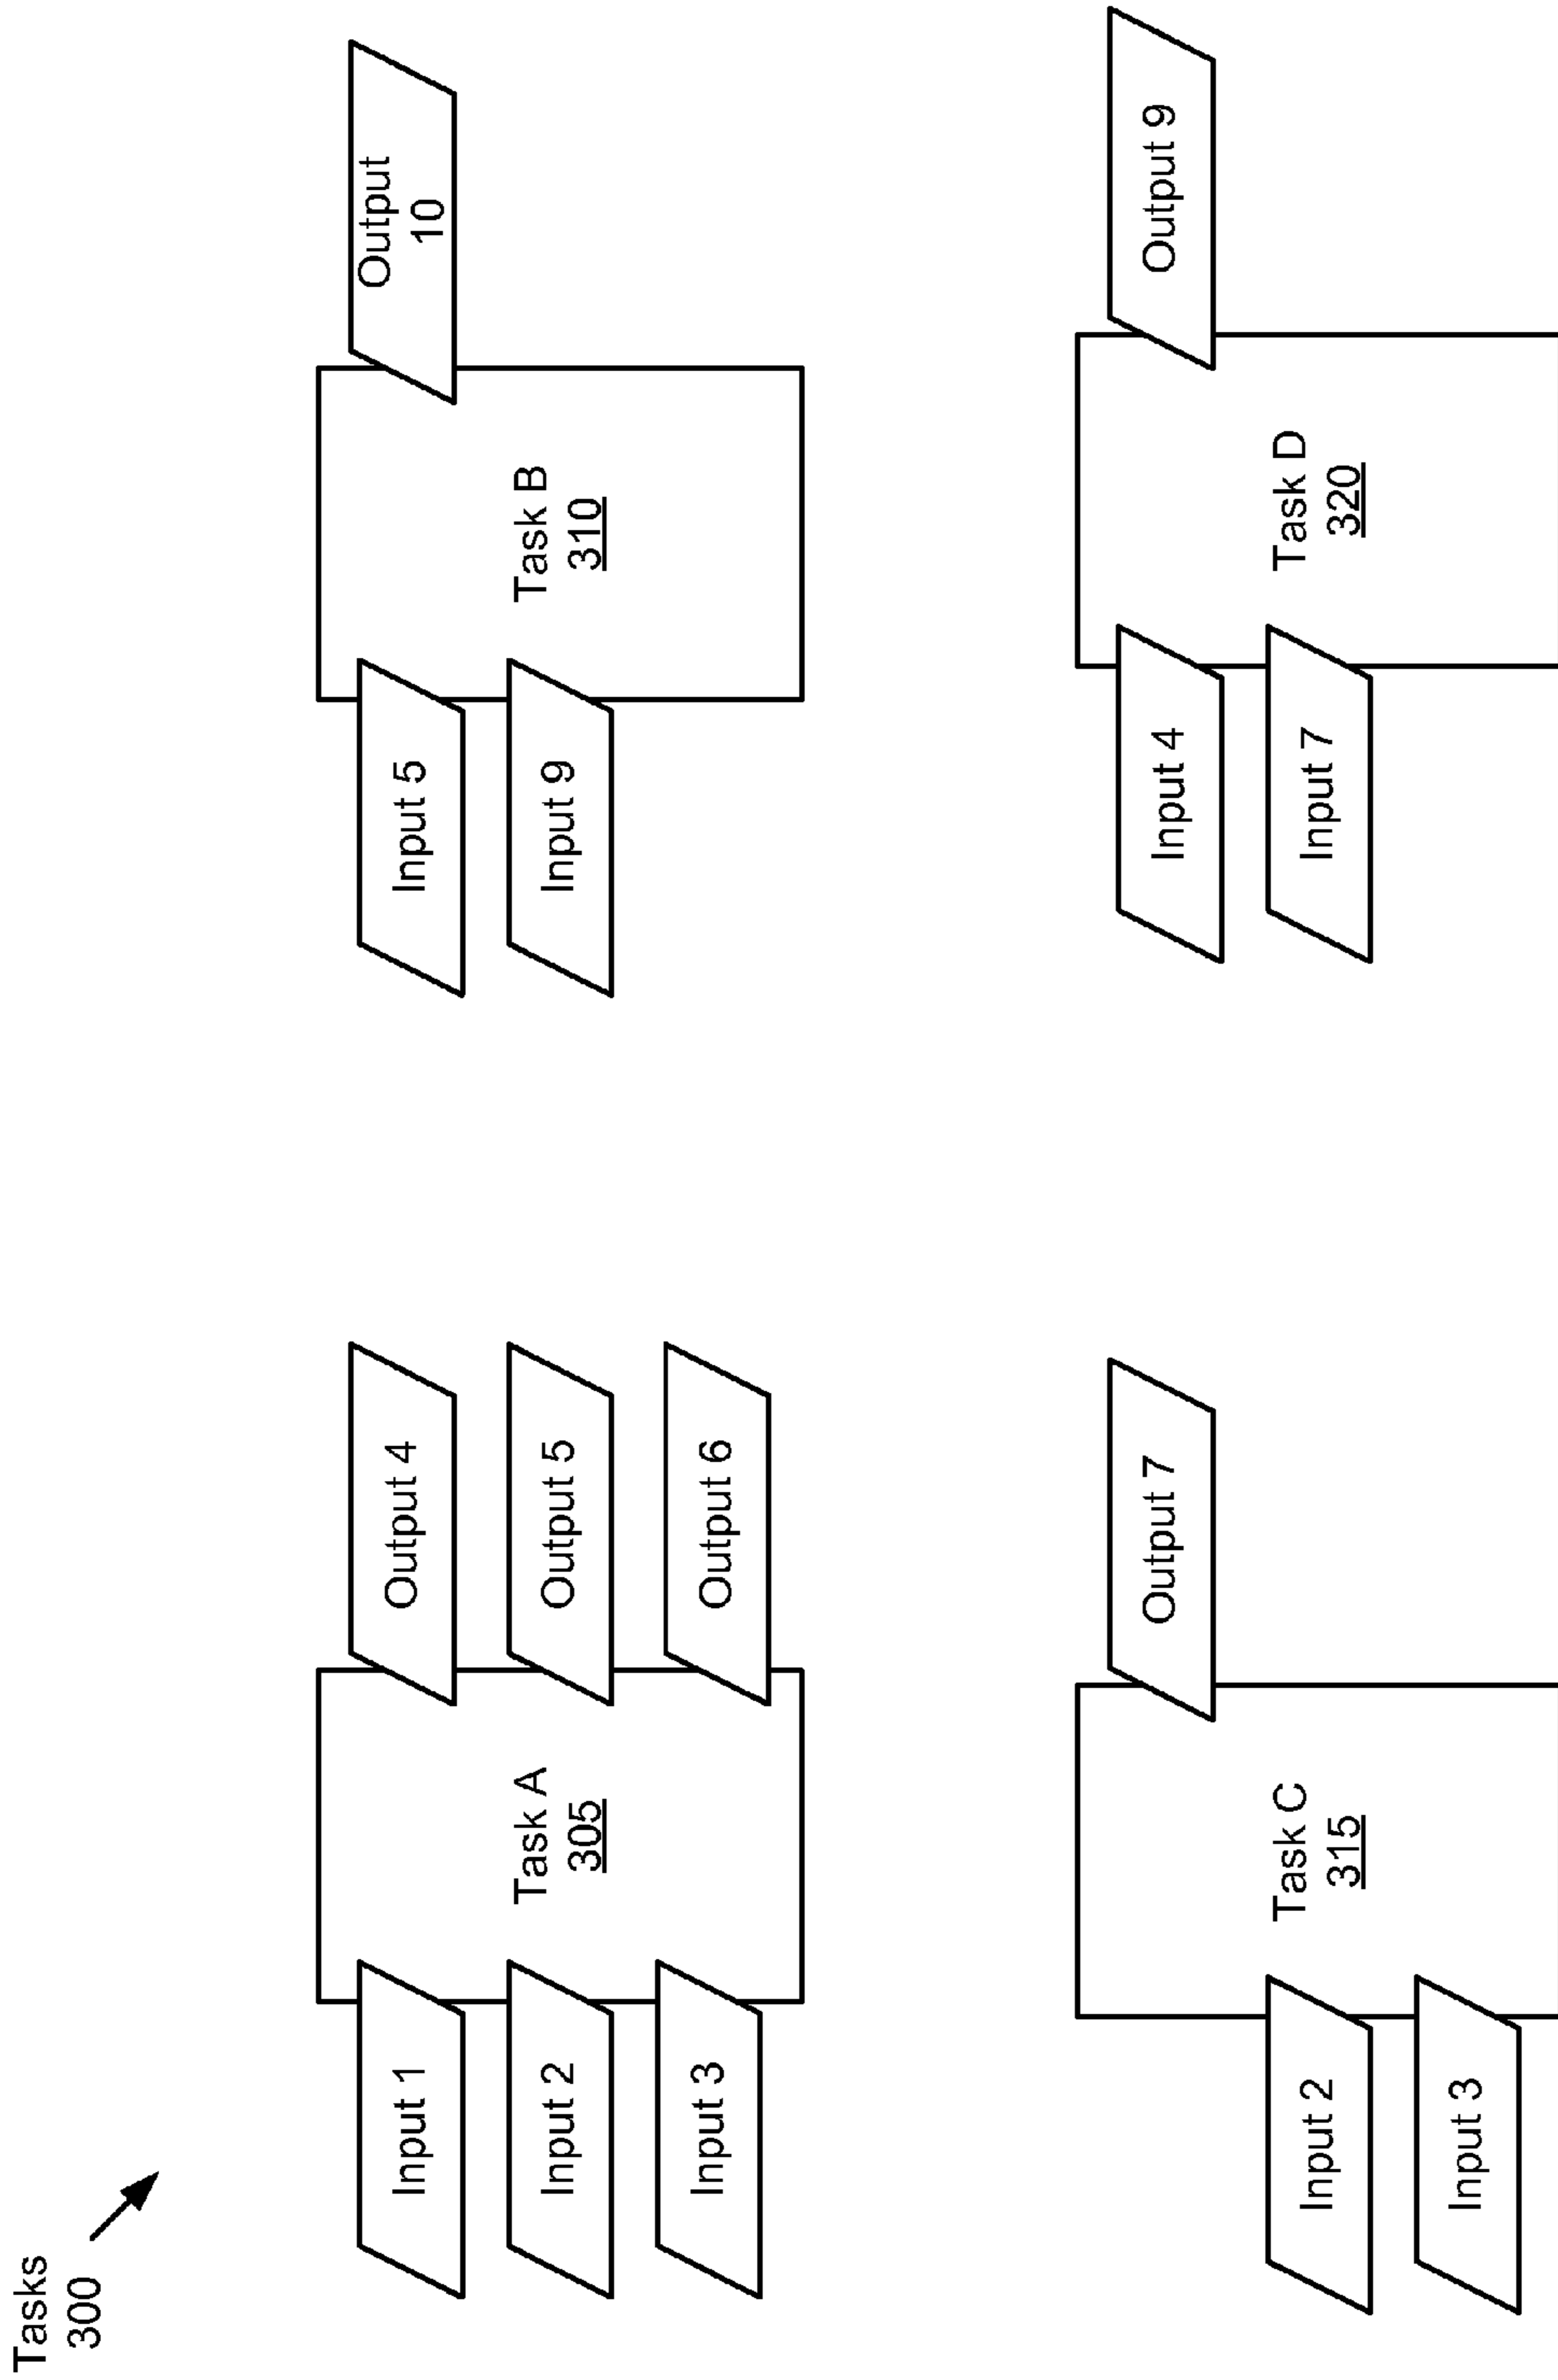 Tasks
300
Input 1
Input 2
Input 3
Task A
305
Output 4
Output 5
Output 6
Input 5
Input 9
Task B
310
Output
10
Input 2
Input 3
Task C
315
Output 7
Input 4
Input 7
Task D
320
Output 9